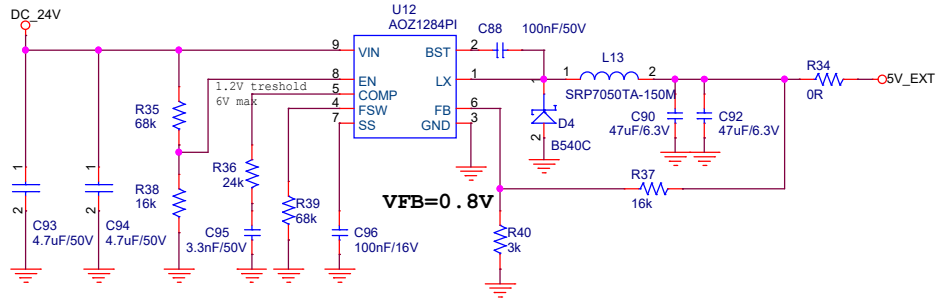 DC_24V
U12
AOZ1284PI
C88
100nF/50V
9
VIN
BST
2
8
EN
1.2V treshold
6V max
LX
1
1
L13
2
R34
5V_EXT
0R
5
COMP
4
FSW
FB
6
7
SS
GND
3
SRP7050TA-150M
R35
68k
1
D4
2
B540C
C90
47uF/6.3V
C92
47uF/6.3V
R36
24k
R38
16k
R39
68k
R37
16k
VFB=0.8V
1
2
C93
4.7uF/50V
1
2
C94
4.7uF/50V
C95
3.3nF/50V
C96
100nF/16V
R40
3k